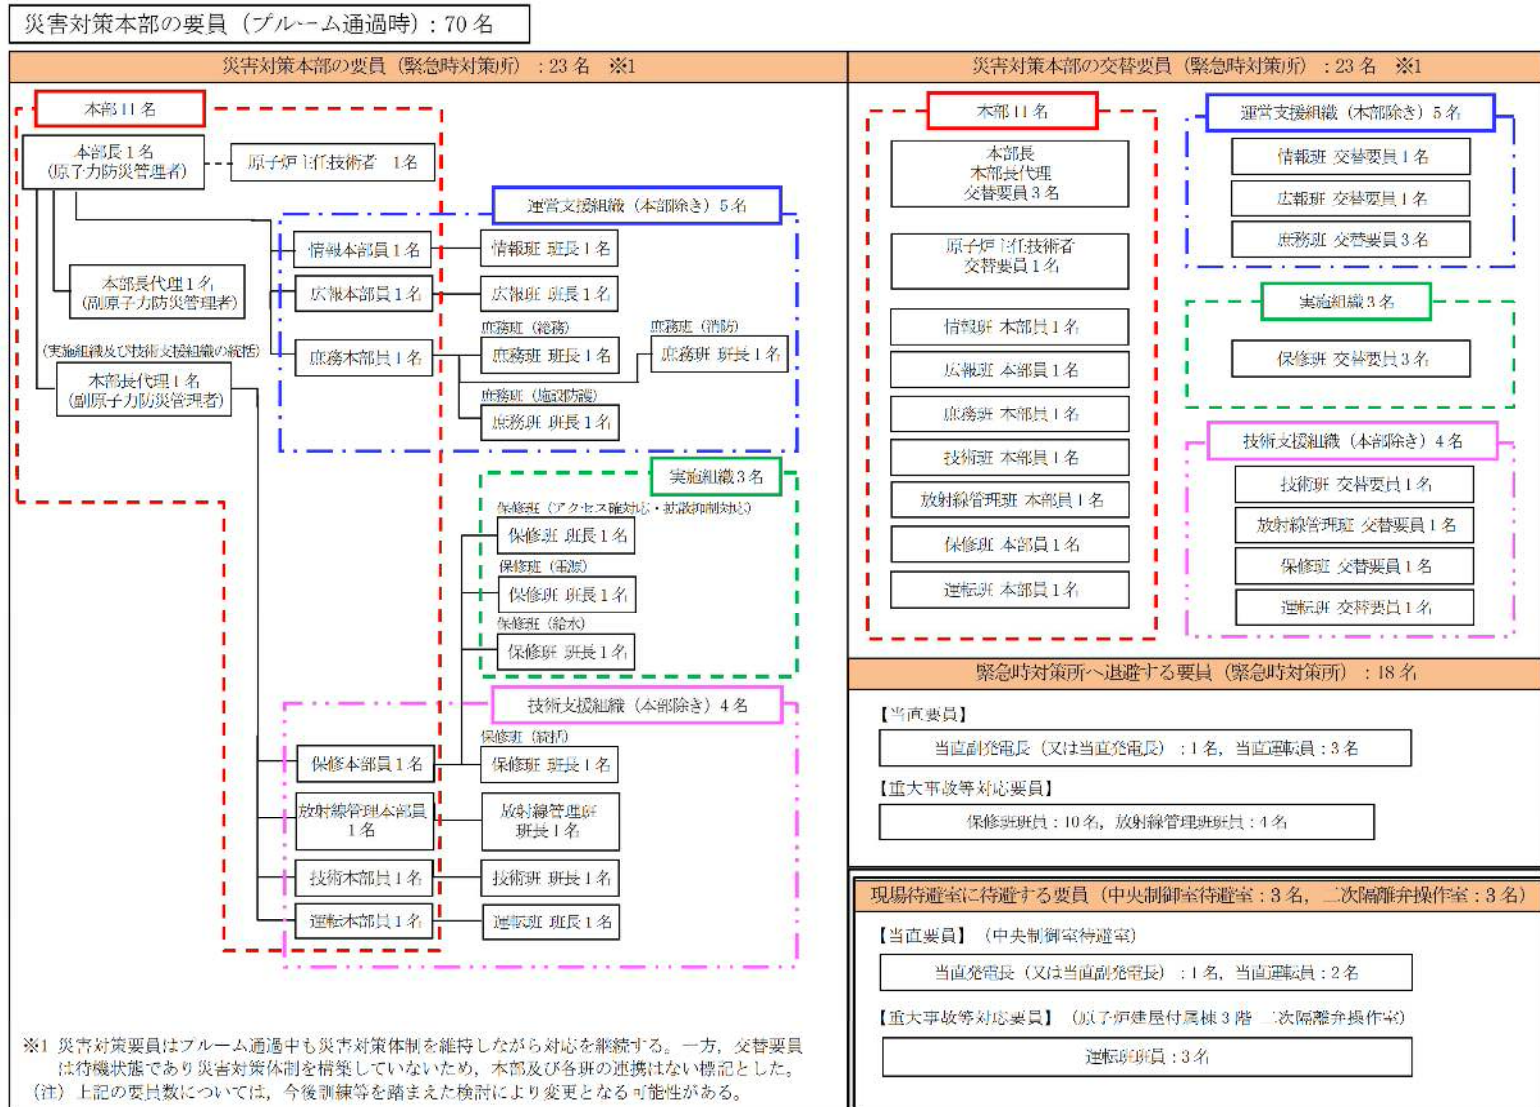 災害対策本部の要員（プルーム通過時）：70名
災害対策本部の要員（緊急時対策所）：23名　※1
本部11名
本部長1名
(原子力防災管理者)
原子炉主任技術者　1名
運営支援組織（本部除き）5名
情報本部員1名
情報班 班長1名
本部長代理1名
(副原子力防災管理者)
広報本部員1名
広報班 班長1名
庶務班（総務）
庶務班（消防）
(実施組織及び技術支援組織の統括)
庶務本部員1名
庶務班 班長1名
庶務班 班長1名
本部長代理1名
(副原子力防災管理者)
庶務班（施設防護）
庶務班 班長1名
実施組織3名
保修班（アクセス確対応・拡散抑制対応）
保修班 班長1名
保修班（電源）
保修班 班長1名
保修班（給水）
保修班 班長1名
技術支援組織（本部除き）4名
保修班（統括）
保修本部員1名
保修班 班長1名
放射線管理本部員
1名
放射線管理班
班長1名
技術本部員1名
技術班 班長1名
運転本部員1名
運転班 班長1名
※1 災害対策要員はプルーム通過中も災害対策体制を維持しながら対応を継続する。一方，交替要員
は待機状態であり災害対策体制を構築していないため，本部及び各班の連携はない標記とした。
(注) 上記の要員数については，今後訓練等を踏まえた検討により変更となる可能性がある。
災害対策本部の交替要員（緊急時対策所）：23名　※1
本部11名
本部長
本部長代理
交替要員3名
原子炉主任技術者
交替要員1名
情報班 本部員1名
広報班 本部員1名
庶務班 本部員1名
技術班 本部員1名
放射線管理班 本部員1名
保修班 本部員1名
運転班 本部員1名
運営支援組織（本部除き）5名
情報班 交替要員1名
広報班 交替要員1名
庶務班 交替要員3名
実施組織3名
保修班 交替要員3名
技術支援組織（本部除き）4名
技術班 交替要員1名
放射線管理班 交替要員1名
保修班 交替要員1名
運転班 交替要員1名
緊急時対策所へ退避する要員（緊急時対策所）：18名
【当直要員】
当直副発電長（又は当直発電長）：1名，当直運転員：3名
【重大事故等対応要員】
保修班班員：10名，放射線管理班班員：4名
現場待避室に待避する要員（中央制御室待避室：3名，二次隔離弁操作室：3名）
【当直要員】（中央制御室待避室）
当直発電長（又は当直副発電長）：1名，当直運転員：2名
【重大事故等対応要員】（原子炉建屋付属棟3階　二次隔離弁操作室）
運転班班員：3名